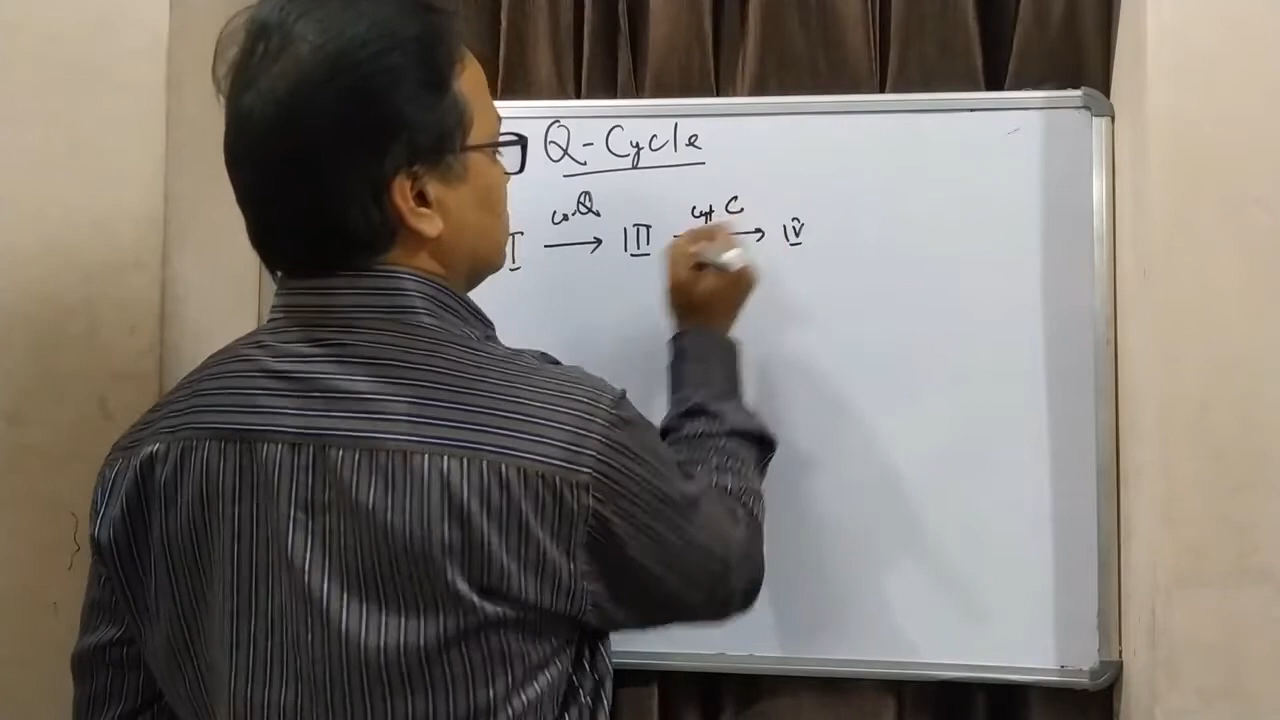 Q-Cycle
I co-Q → III cyt C → IV